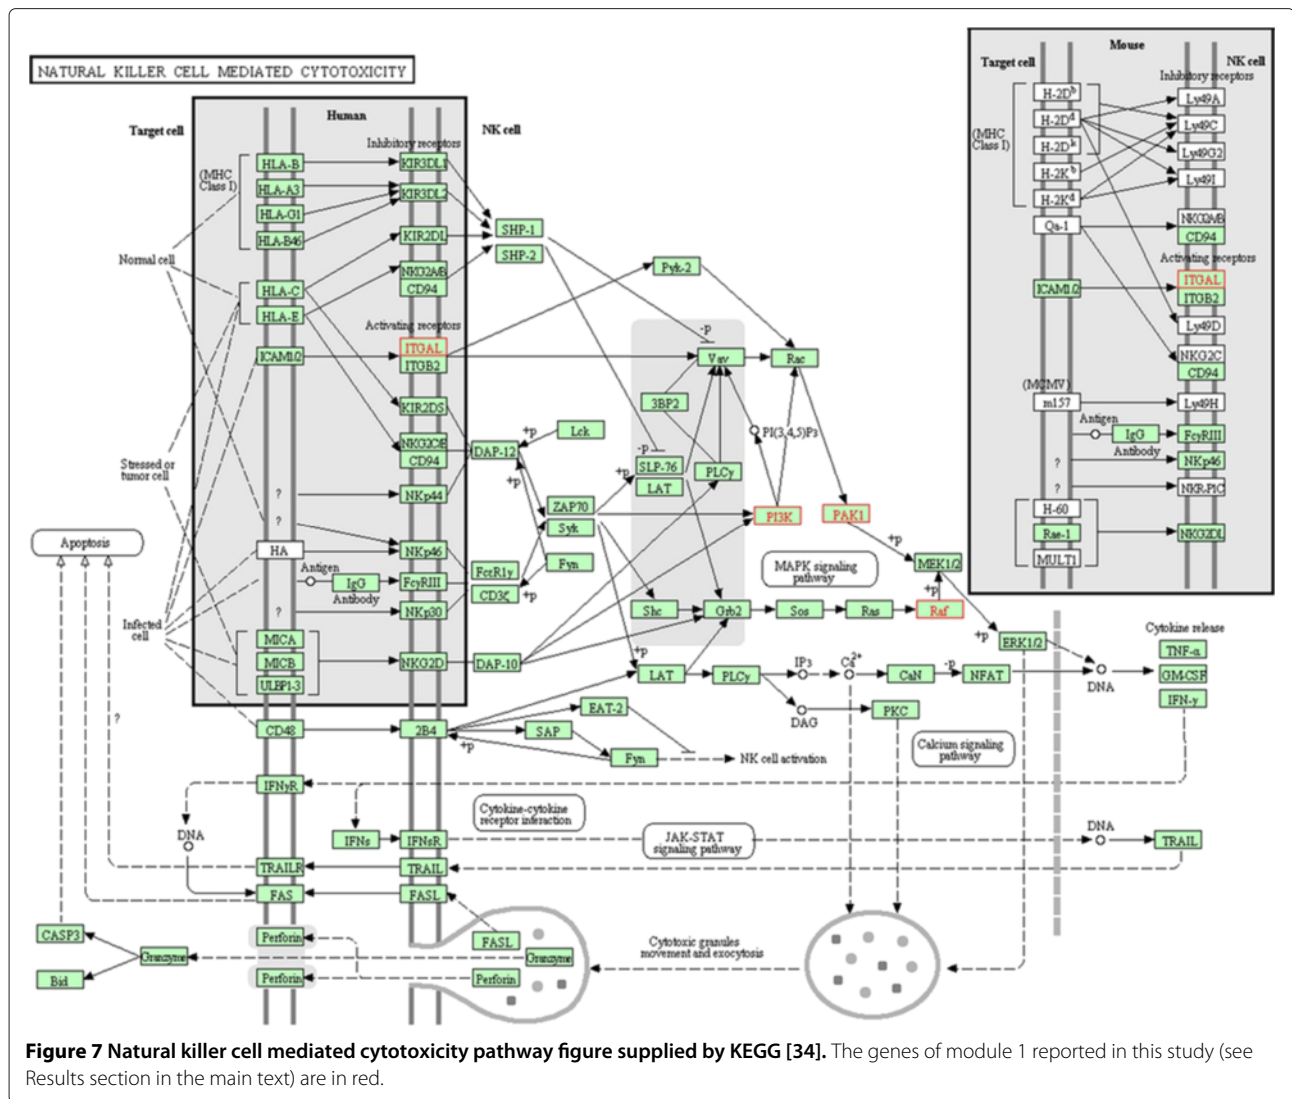 NATURAL KILLER CELL MEDIATED CYTOTOXICITY
Target cell
Human
NK cell
Inhibitory receptors
(MHC
Class I)
HLA-B
HLA-A3
HLA-G1
HLA-B46
KIR3DL1
KIR3DL2
KIR2DL
NKG2A/B
CD94
SHP-1
SHP-2
Normal cell
HLA-C
HLA-E
ICAM1/2
Activating receptors
ITGAL
ITGB2
KIR2DS
NKG2C/E
CD94
NKp44
Pyk-2
-p
Vav
Rac
3BP2
PI(3,4,5)P3
Lck
+p
DAP-12
-p
SLP-76
LAT
PLCγ
+p
ZAP70
Syk
PI3K
PAK1
+p
Stressed or
tumor cell
?
?
HA
NKp46
Antigen
IgG
Antibody
FcγRIII
?
NKp30
FcεR1γ
CD3ζ
Fyn
+p
MAPK signaling
pathway
MEK1/2
+p
Shc
Grb2
Sos
Ras
Raf
+p
ERK1/2
Apoptosis
Infected
cell
MICA
MICB
ULBP1-3
NKG2D
DAP-10
+p
LAT
PLCγ
IP3
Ca2+
CaN
-p
NFAT
DNA
DAG
PKC
Cytokine release
TNF-α
GM-CSF
IFN-γ
?
CD48
2B4
+p
EAT-2
SAP
Fyn
NK cell activation
Calcium signaling
pathway
IFNγR
DNA
IFNs
IFNsR
Cytokine-cytokine
receptor interaction
JAK-STAT
signaling pathway
DNA
TRAIL
TRAILR
TRAIL
FAS
FASL
CASP3
Bid
Granzyme
Perforin
Perforin
FASL
Granzyme
Perforin
Cytotoxic granules
movement and exocytosis
Mouse
Target cell
NK cell
Inhibitory receptors
(MHC
Class I)
H-2Db
H-2Dd
H-2Dk
H-2Kb
H-2Kd
Qa-1
Ly49A
Ly49C
Ly49G2
Ly49I
NKG2A/B
CD94
Activating receptors
ICAM1/2
ITGAL
ITGB2
Ly49D
NKG2C
CD94
(MCMV)
m157
Ly49H
Antigen
IgG
Antibody
FcγRIII
?
NKp46
?
NKR-P1C
H-60
Rae-1
MULT1
NKG2DL
Figure 7 Natural killer cell mediated cytotoxicity pathway figure supplied by KEGG [34]. The genes of module 1 reported in this study (see
Results section in the main text) are in red.